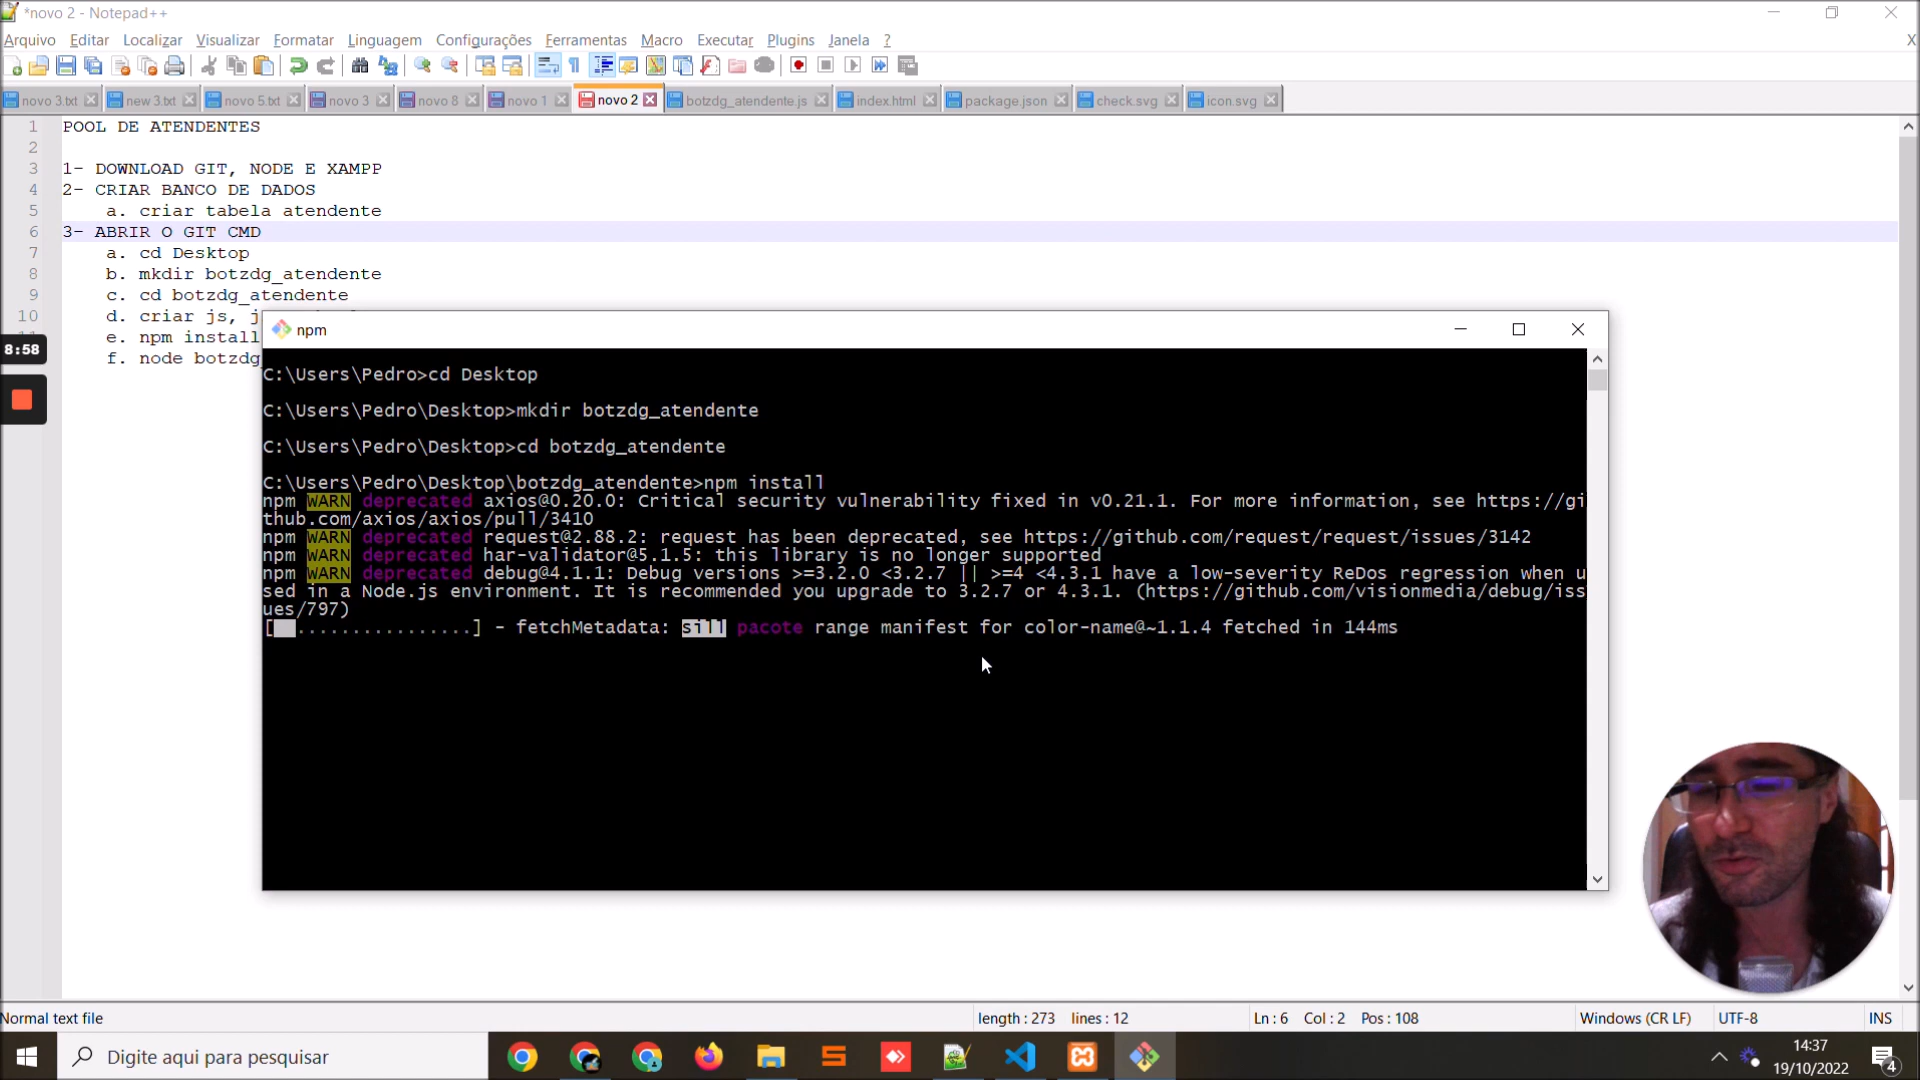 *novo 2 - Notepad++
Arquivo Editar Localizar Visualizar Formatar Linguagem Configurações Ferramentas Macro Executar Plugins Janela ? X
novo 3.txt new 3.txt novo 5.txt novo 3 novo 8 novo 1 novo 2 botzdg_atendente.js index.html package.json check.svg icon.svg
1 POOL DE ATENDENTES
2
3 1- DOWNLOAD GIT, NODE E XAMPP
4 2- CRIAR BANCO DE DADOS
5 a. criar tabela atendente
6 3- ABRIR O GIT CMD
7 a. cd Desktop
8 b. mkdir botzdg_atendente
9 c. cd botzdg_atendente
10 d. criar js, j
e. npm install
8:58
f. node botzdg
npm
C:\Users\Pedro>cd Desktop
C:\Users\Pedro\Desktop>mkdir botzdg_atendente
C:\Users\Pedro\Desktop>cd botzdg_atendente
C:\Users\Pedro\Desktop\botzdg_atendente>npm install
npm WARN deprecated axios@0.20.0: Critical security vulnerability fixed in v0.21.1. For more information, see https://gi
thub.com/axios/axios/pull/3410
npm WARN deprecated request@2.88.2: request has been deprecated, see https://github.com/request/request/issues/3142
npm WARN deprecated har-validator@5.1.5: this library is no longer supported
npm WARN deprecated debug@4.1.1: Debug versions >=3.2.0 <3.2.7 || >=4 <4.3.1 have a low-severity ReDos regression when u
sed in a Node.js environment. It is recommended you upgrade to 3.2.7 or 4.3.1. (https://github.com/visionmedia/debug/iss
ues/797)
[ .................] - fetchMetadata: sill pacote range manifest for color-name@~1.1.4 fetched in 144ms
Normal text file length : 273 lines : 12 Ln : 6 Col : 2 Pos : 108 Windows (CR LF) UTF-8 INS
Digite aqui para pesquisar
14:37
19/10/2022
4